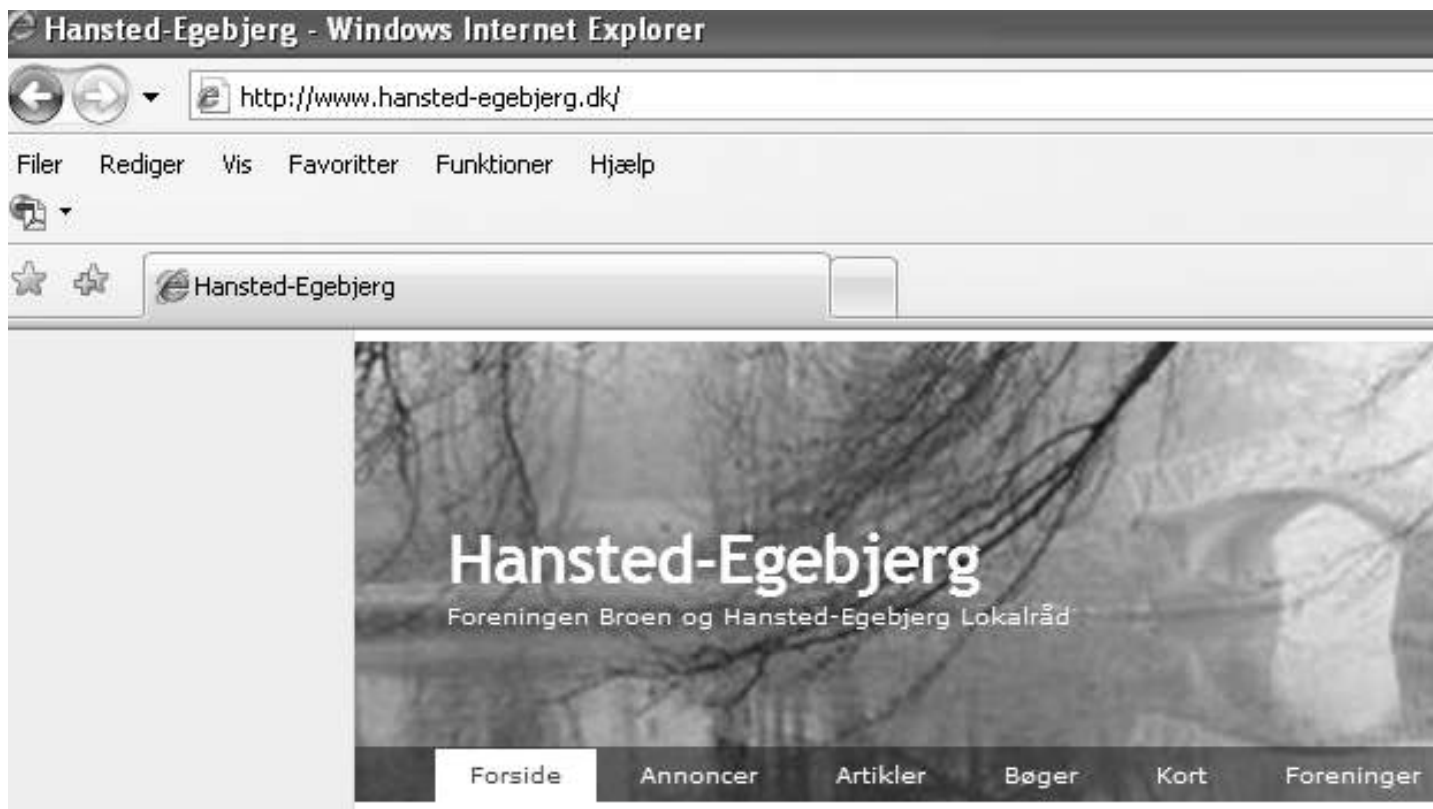 Hansted-Egebjerg - Windows Internet Explorer
http://www.hansted-egebjerg.dk/
Filer Rediger Vis Favoritter Funktioner Hjælp
Hansted-Egebjerg
Hansted-Egebjerg
Foreningen Broen og Hansted-Egebjerg Lokalråd
Forside Annoncer Artikler Bøger Kort Foreninger